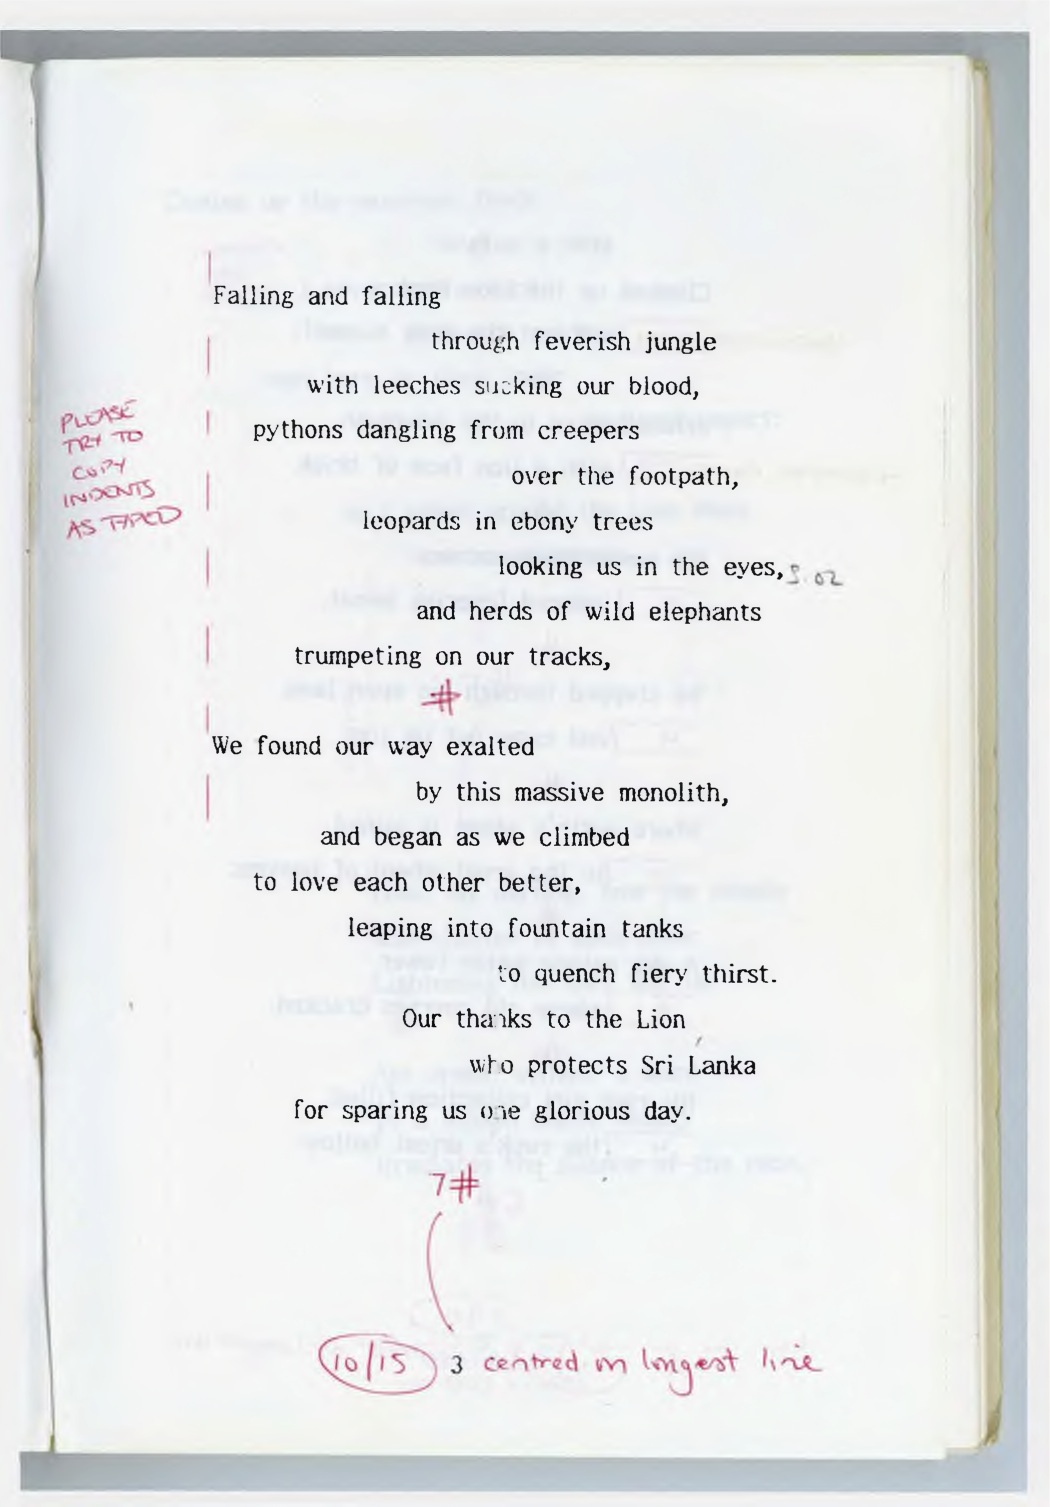 Falling and falling
through feverish jungle
with leeches sucking our blood,
PLEASE
TRY TO
COPY
INDENTS
AS TAPED
pythons dangling from creepers
over the footpath,
leopards in ebony trees
looking us in the eyes,
and herds of wild elephants
trumpeting on our tracks,
#
We found our way exalted
by this massive monolith,
and began as we climbed
to love each other better,
leaping into fountain tanks
to quench fiery thirst.
Our thanks to the Lion
who protects Sri Lanka
for sparing us one glorious day.
7#
10/15 3 centred on longest line